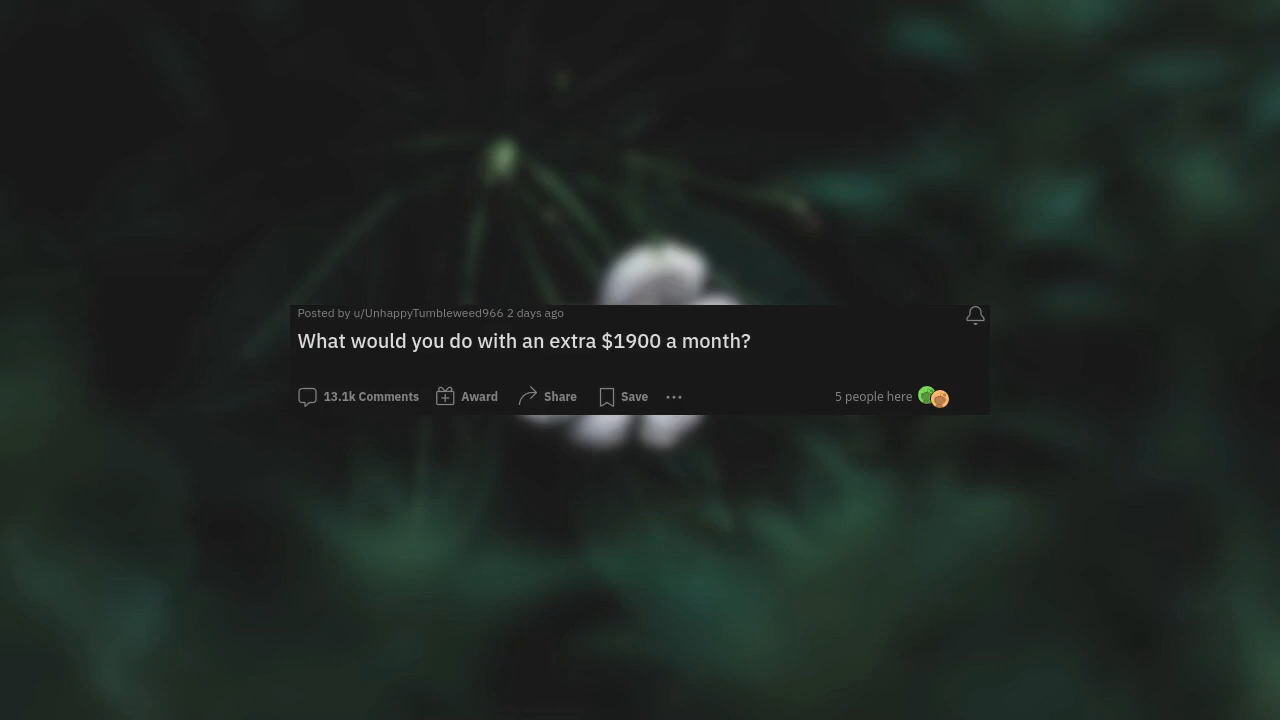 Posted by u/UnhappyTumbleweed966 2 days ago
What would you do with an extra $1900 a month?
13.1k Comments Award Share Save 5 people here